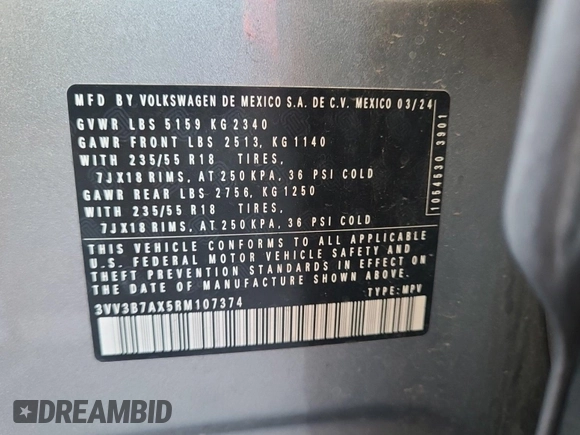 MFD BY VOLKSWAGEN DE MEXICO S.A. DE C.V. MEXICO 03/24
GVWR LBS 5159 KG 2340
GAWR FRONT LBS 2513, KG 1140
WITH 235/55 R18 TIRES,
7JX18 RIMS, AT 250 KPA, 36 PSI COLD
GAWR REAR LBS 2756, KG 1250
WITH 235/55 R18 TIRES,
7JX18 RIMS, AT 250 KPA, 36 PSI COLD
THIS VEHICLE CONFORMS TO ALL APPLICABLE
U.S. FEDERAL MOTOR VEHICLE SAFETY AND
THEFT PREVENTION STANDARDS IN EFFECT ON
THE DATE OF MANUFACTURE SHOWN ABOVE.
3VV3B7AX5RM107374 TYPE: MPV
1054530 3901
DREAMBID